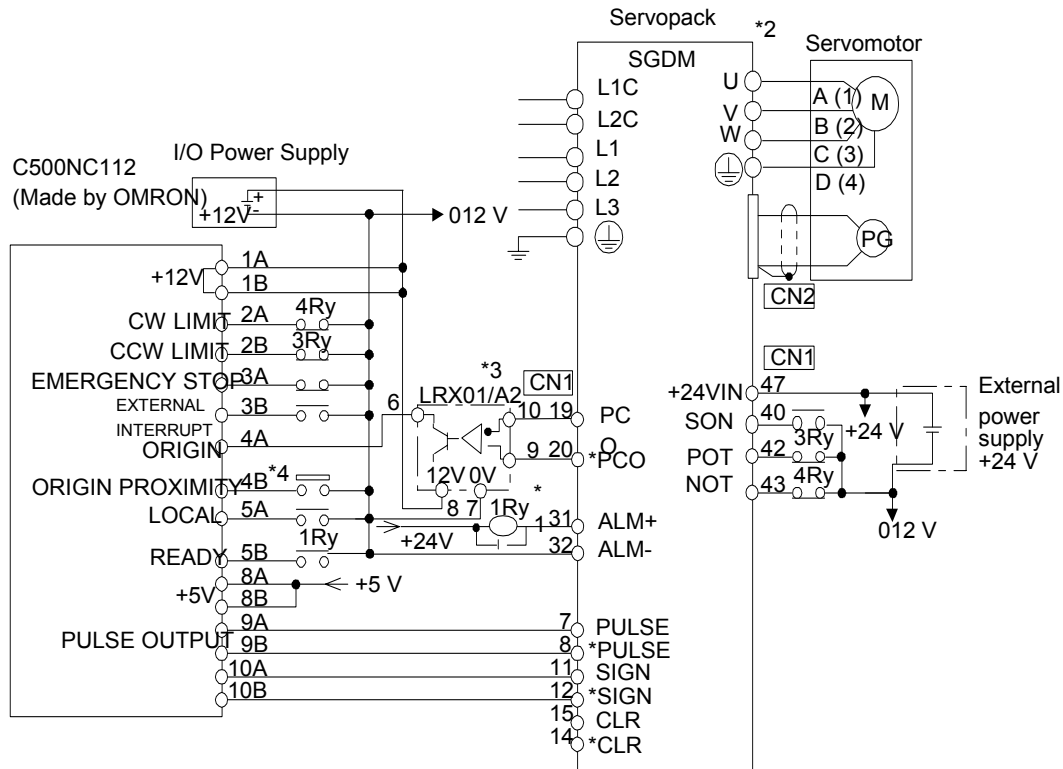 Servopack
*2
SGDM
Servomotor
L1C
L2C
L1
L2
L3
U
V
W
A (1)
B (2)
C (3)
D (4)
M
PG
CN2
C500NC112
(Made by OMRON)
I/O Power Supply
+
+12V
-
012 V
+12V
1A
1B
CW LIMIT
2A
4Ry
CCW LIMIT
2B
3Ry
EMERGENCY STOP
3A
EXTERNAL
INTERRUPT
3B
ORIGIN
4A
ORIGIN PROXIMITY
4B
*4
LOCAL
5A
1Ry
READY
5B
8A
+5V
8B
+5 V
PULSE OUTPUT
9A
9B
10A
10B
*3
LRX01/A2
6
12V 0V
8 7
10
9
CN1
19
PC
O
20
*PCO
*
1
1Ry
+24V
31
ALM+
32
ALM-
7
PULSE
8
*PULSE
11
SIGN
12
*SIGN
15
CLR
14
*CLR
CN1
+24VIN
47
SON
40
POT
42
3Ry
NOT
43
4Ry
+24 V
012 V
External
power
supply
+24 V